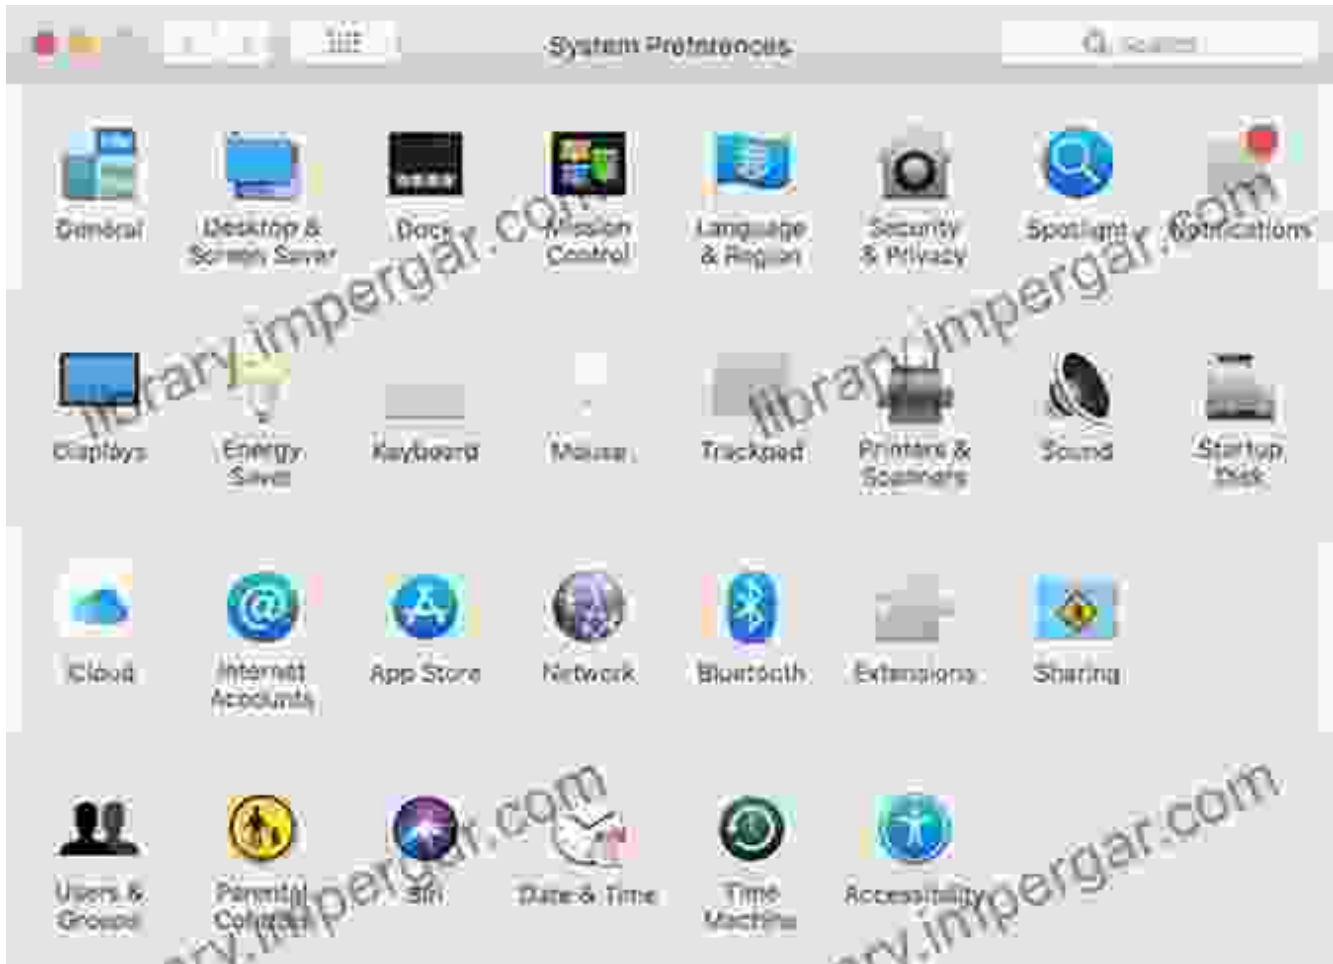 System Preferences
Search
General
Desktop &
Screen Saver
Dock
Mission
Control
Language
& Region
Security
& Privacy
Spotlight
Notifications
Displays
Energy
Saver
Keyboard
Mouse
Trackpad
Printers &
Scanners
Sound
Startup
Disk
iCloud
Internet
Accounts
App Store
Network
Bluetooth
Extensions
Sharing
Users &
Groups
Parental
Controls
Siri
Date & Time
Time
Machine
Accessibility
library.impergar.com
library.impergar.com
library.impergar.com
library.impergar.com